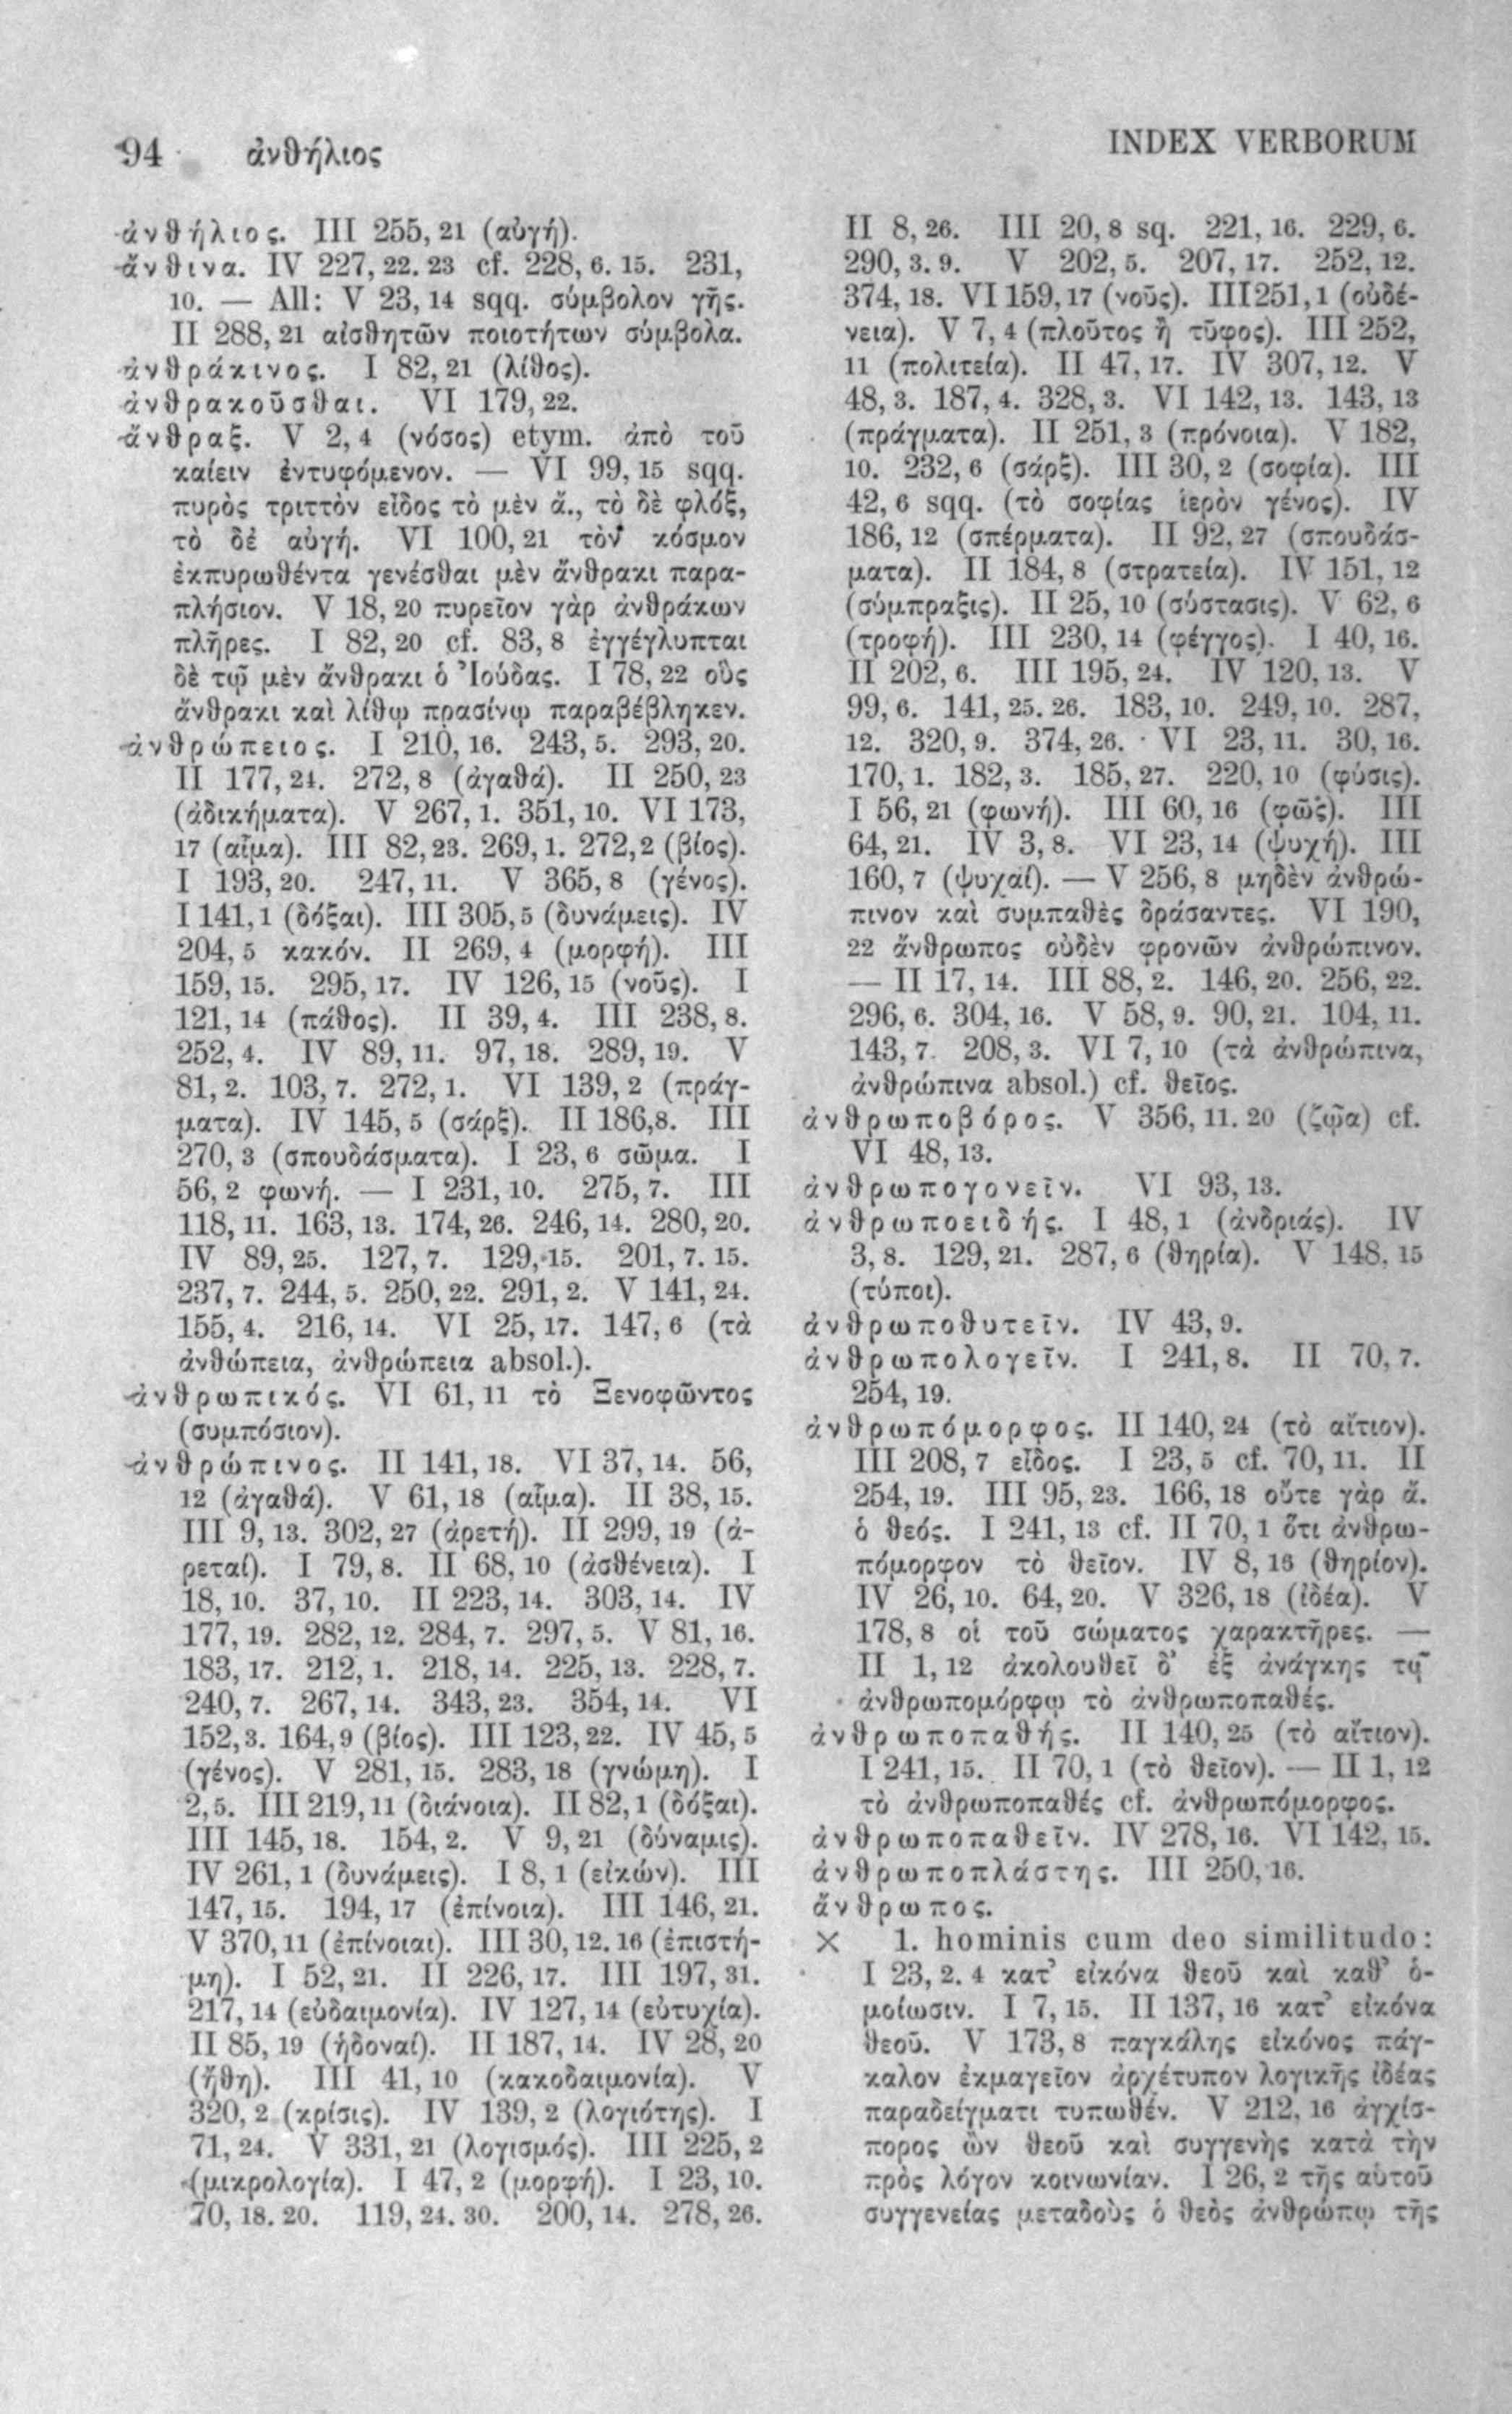 94 ἀνθήλιος
INDEX VERBORUM
ἀνθήλιος. III 255, 21 (αὐγή).
ἄνθινα. IV 227, 22. 23 cf. 228, 6. 15. 231,
10. — All: V 23, 14 sqq. σύμβολον γῆς.
II 288, 21 αἰσθητῶν ποιοτήτων σύμβολα.
ἀνθράκινος. I 82, 21 (λίθος).
ἀνθρακοῦσθαι. VI 179, 22.
ἄνθραξ. V 2, 4 (νόσος) etym. ἀπὸ τοῦ
καίειν ἐντυφόμενον. — VI 99, 15 sqq.
πυρὸς τριττὸν εἶδος τὸ μὲν ἄ., τὸ δὲ φλόξ,
τὸ δέ αὐγή. VI 100, 21 τὸν κόσμον
ἐκπυρωθέντα γενέσθαι μὲν ἄνθρακι παρα-
πλήσιον. V 18, 20 πυρεῖον γὰρ ἀνθράκων
πλῆρες. I 82, 20 cf. 83, 8 ἐγγέγλυπται
δὲ τῷ μὲν ἄνθρακι ὁ Ἰούδας. I 78, 22 οὓς
ἄνθρακι καὶ λίθῳ πρασίνῳ παραβέβληκεν.
ἀνθρώπειος. I 210, 16. 243, 5. 293, 20.
II 177, 24. 272, 8 (ἀγαθά). II 250, 23
(ἀδικήματα). V 267, 1. 351, 10. VI 173,
17 (αἷμα). III 82, 23. 269, 1. 272, 2 (βίος).
I 193, 20. 247, 11. V 365, 8 (γένος).
I 141, 1 (δόξαι). III 305, 5 (δυνάμεις). IV
204, 5 κακόν. II 269, 4 (μορφή). III
159, 15. 295, 17. IV 126, 15 (νοῦς). I
121, 14 (πάθος). II 39, 4. III 238, 8.
252, 4. IV 89, 11. 97, 18. 289, 19. V
81, 2. 103, 7. 272, 1. VI 139, 2 (πράγ-
ματα). IV 145, 5 (σάρξ). II 186,8. III
270, 3 (σπουδάσματα). I 23, 6 σῶμα. I
56, 2 φωνή. — I 231, 10. 275, 7. III
118, 11. 163, 13. 174, 26. 246, 14. 280, 20.
IV 89, 25. 127, 7. 129, 15. 201, 7. 15.
237, 7. 244, 5. 250, 22. 291, 2. V 141, 24.
155, 4. 216, 14. VI 25, 17. 147, 6 (τὰ
ἀνθώπεια, ἀνθρώπεια absol.).
ἀνθρωπικός. VI 61, 11 τὸ Ξενοφῶντος
(συμπόσιον).
ἀνθρώπινος. II 141, 18. VI 37, 14. 56,
12 (ἀγαθά). V 61, 18 (αἷμα). II 38, 15.
III 9, 13. 302, 27 (ἀρετή). II 299, 19 (ἀ-
ρεταί). I 79, 8. II 68, 10 (ἀσθένεια). I
18, 10. 37, 10. II 223, 14. 303, 14. IV
177, 19. 282, 12. 284, 7. 297, 5. V 81, 16.
183, 17. 212, 1. 218, 14. 225, 13. 228, 7.
240, 7. 267, 14. 343, 23. 354, 14. VI
152, 3. 164, 9 (βίος). III 123, 22. IV 45, 5
(γένος). V 281, 15. 283, 18 (γνώμη). I
2, 5. III 219, 11 (διάνοια). II 82, 1 (δόξαι).
III 145, 18. 154, 2. V 9, 21 (δύναμις).
IV 261, 1 (δυνάμεις). I 8, 1 (εἰκών). III
147, 15. 194, 17 (ἐπίνοια). III 146, 21.
V 370, 11 (ἐπίνοιαι). III 30, 12. 16 (ἐπιστή-
μη). I 52, 21. II 226, 17. III 197, 31.
217, 14 (εὐδαιμονία). IV 127, 14 (εὐτυχία).
II 85, 19 (ἡδοναί). II 187, 14. IV 28, 20
(ἤθη). III 41, 10 (κακοδαιμονία). V
320, 2 (κρίσις). IV 139, 2 (λογιότης). I
71, 24. V 331, 21 (λογισμός). III 225, 2
(μικρολογία). I 47, 2 (μορφή). I 23, 10.
70, 18. 20. 119, 24. 30. 200, 14. 278, 26.
II 8, 26. III 20, 8 sq. 221, 16. 229, 6.
290, 3. 9. V 202, 5. 207, 17. 252, 12.
374, 18. VI 159, 17 (νοῦς). III 251, 1 (οὐδέ-
νεια). V 7, 4 (πλοῦτος ἢ τῦφος). III 252,
11 (πολιτεία). II 47, 17. IV 307, 12. V
48, 3. 187, 4. 328, 3. VI 142, 13. 143, 13
(πράγματα). II 251, 3 (πρόνοια). V 182,
10. 232, 6 (σάρξ). III 30, 2 (σοφία). III
42, 6 sqq. (τὸ σοφίας ἱερὸν γένος). IV
186, 12 (σπέρματα). II 92, 27 (σπουδάσ-
ματα). II 184, 8 (στρατεία). IV 151, 12
(σύμπραξις). II 25, 10 (σύστασις). V 62, 6
(τροφή). III 230, 14 (φέγγος). I 40, 16.
II 202, 6. III 195, 24. IV 120, 13. V
99, 6. 141, 25. 26. 183, 10. 249, 10. 287,
12. 320, 9. 374, 26. VI 23, 11. 30, 16.
170, 1. 182, 3. 185, 27. 220, 10 (φύσις).
I 56, 21 (φωνή). III 60, 16 (φῶς). III
64, 21. IV 3, 8. VI 23, 14 (ψυχή). III
160, 7 (ψυχαί). — V 256, 8 μηδὲν ἀνθρώ-
πινον καὶ συμπαθὲς δράσαντες. VI 190,
22 ἄνθρωπος οὐδὲν φρονῶν ἀνθρώπινον.
— II 17, 14. III 88, 2. 146, 20. 256, 22.
296, 6. 304, 16. V 58, 9. 90, 21. 104, 11.
143, 7. 208, 3. VI 7, 10 (τὰ ἀνθρώπινα,
ἀνθρώπινα absol.) cf. θεῖος.
ἀνθρωποβόρος. V 356, 11. 20 (ζῷα) cf.
VI 48, 13.
ἀνθρωπογονεῖν. VI 93, 13.
ἀνθρωποειδής. I 48, 1 (ἀνδριάς). IV
3, 8. 129, 21. 287, 6 (θηρία). V 148, 15
(τύποι).
ἀνθρωποθυτεῖν. IV 43, 9.
ἀνθρωπολογεῖν. I 241, 8. II 70, 7.
254, 19.
ἀνθρωπόμορφος. II 140, 24 (τὸ αἴτιον).
III 208, 7 εἶδος. I 23, 5 cf. 70, 11. II
254, 19. III 95, 23. 166, 18 οὔτε γὰρ ἄ.
ὁ θεός. I 241, 13 cf. II 70, 1 ὅτι ἀνθρω-
πόμορφον τὸ θεῖον. IV 8, 16 (θηρίον).
IV 26, 10. 64, 20. V 326, 18 (ἰδέα). V
178, 8 οἱ τοῦ σώματος χαρακτῆρες. —
II 1, 12 ἀκολουθεῖ δ' ἐξ ἀνάγκης τῷ
ἀνθρωπομόρφῳ τὸ ἀνθρωποπαθές.
ἀνθρωποπαθής. II 140, 25 (τὸ αἴτιον).
I 241, 15. II 70, 1 (τὸ θεῖον). — II 1, 12
τὸ ἀνθρωποπαθές cf. ἀνθρωπόμορφος.
ἀνθρωποπαθεῖν. IV 278, 16. VI 142, 15.
ἀνθρωποπλάστης. III 250, 16.
ἄνθρωπος.
× 1. hominis cum deo similitudo:
I 23, 2. 4 κατ' εἰκόνα θεοῦ καὶ καθ' ὁ-
μοίωσιν. I 7, 15. II 137, 16 κατ' εἰκόνα
θεοῦ. V 173, 8 παγκάλης εἰκόνος πάγ-
καλον ἐκμαγεῖον ἀρχέτυπον λογικῆς ἰδέας
παραδείγματι τυπωθέν. V 212, 16 ἀγχίσ-
πορος ὢν θεοῦ καὶ συγγενὴς κατὰ τὴν
πρὸς λόγον κοινωνίαν. I 26, 2 τῆς αὑτοῦ
συγγενείας μεταδοὺς ὁ θεὸς ἀνθρώπῳ τῆς